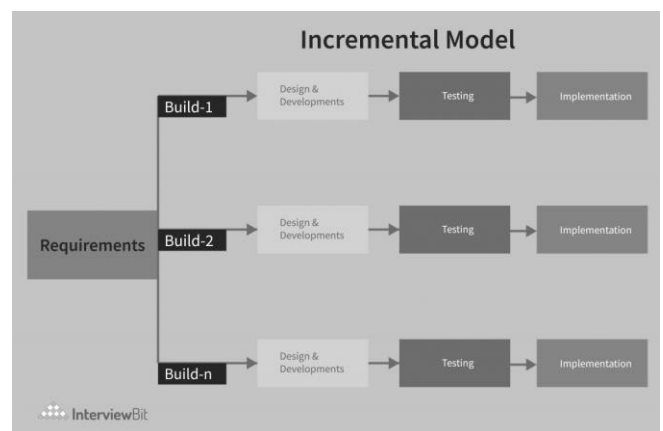 Incremental Model
Build-1
Design &
Developments
Testing
Implementation
Requirements
Build-2
Design &
Developments
Testing
Implementation
Build-n
Design &
Developments
Testing
Implementation
InterviewBit